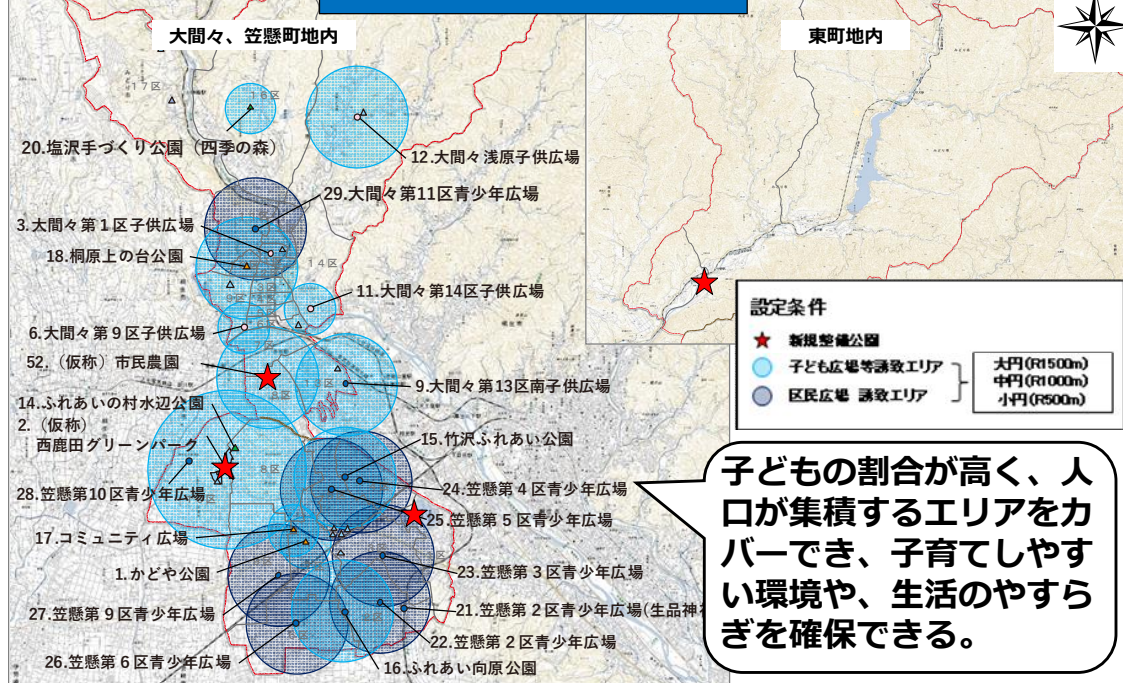 大間々、笠懸町地内
東町地内
17区
16区
20.塩沢手づくり公園（四季の森）
12.大間々浅原子供広場
29.大間々第11区青少年広場
3.大間々第１区子供広場
18.桐原上の台公園
14区
11.大間々第14区子供広場
6.大間々第９区子供広場
52.（仮称）市民農園
9.大間々第13区南子供広場
14.ふれあいの村水辺公園
2.（仮称）
西鹿田グリーンパーク
15.竹沢ふれあい公園
28.笠懸第10区青少年広場
24.笠懸第４区青少年広場
25.笠懸第５区青少年広場
17.コミュニティ広場
1.かどや公園
23.笠懸第３区青少年広場
27.笠懸第９区青少年広場
21.笠懸第２区青少年広場(生品神社
22.笠懸第２区青少年広場
26.笠懸第６区青少年広場
16.ふれあい向原公園
設定条件
新規整備公園
子ども広場等誘致エリア
区民広場 誘致エリア
大円(R1500m)
中円(R1000m)
小円(R500m)
子どもの割合が高く、人
口が集積するエリアをカ
バーでき、子育てしやす
い環境や、生活のやすら
ぎを確保できる。